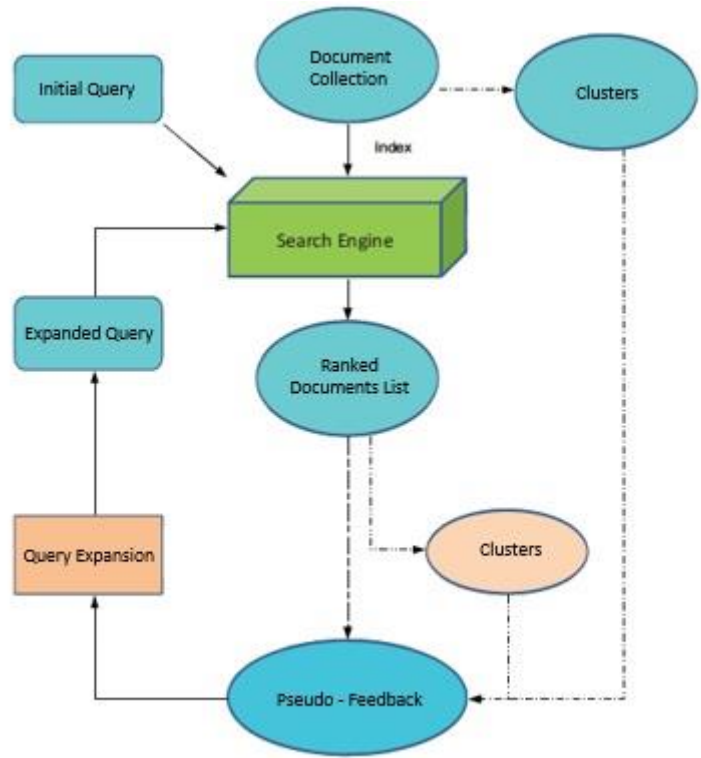 Document
Collection
Initial Query
Clusters
Index
Search Engine
Expanded Query
Ranked
Documents List
Query Expansion
Clusters
Pseudo - Feedback